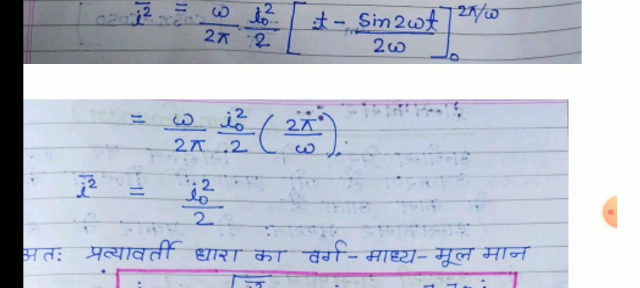 i̅² = ω/2π i₀²/2 [ t - Sin2ωt/2ω ]₀^2π/ω
= ω/2π i₀²/2 ( 2π/ω ).
i̅² = i₀²/2
अतः प्रत्यावर्ती धारा का वर्ग - माध्य - मूल मान